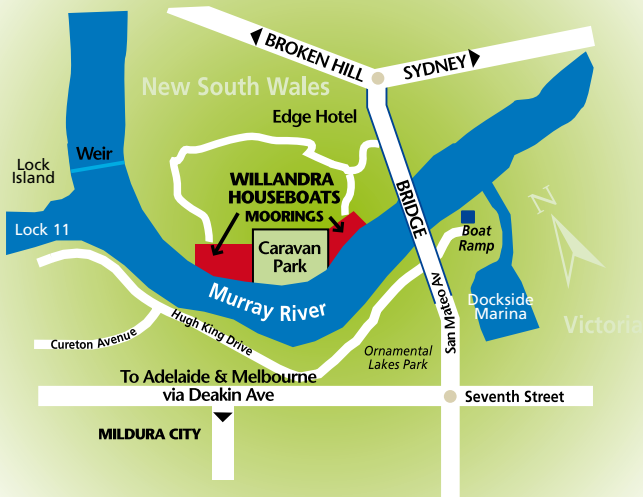 BROKEN HILL
SYDNEY
New South Wales
Edge Hotel
Weir
Lock
Island
WILLANDRA
HOUSEBOATS
MOORINGS
BRIDGE
N
Lock 11
Caravan
Park
Boat
Ramp
Murray River
Dockside
Marina
Victoria
San Mateo Av
Hugh King Drive
Cureton Avenue
Ornamental
Lakes Park
To Adelaide & Melbourne
via Deakin Ave
Seventh Street
MILDURA CITY